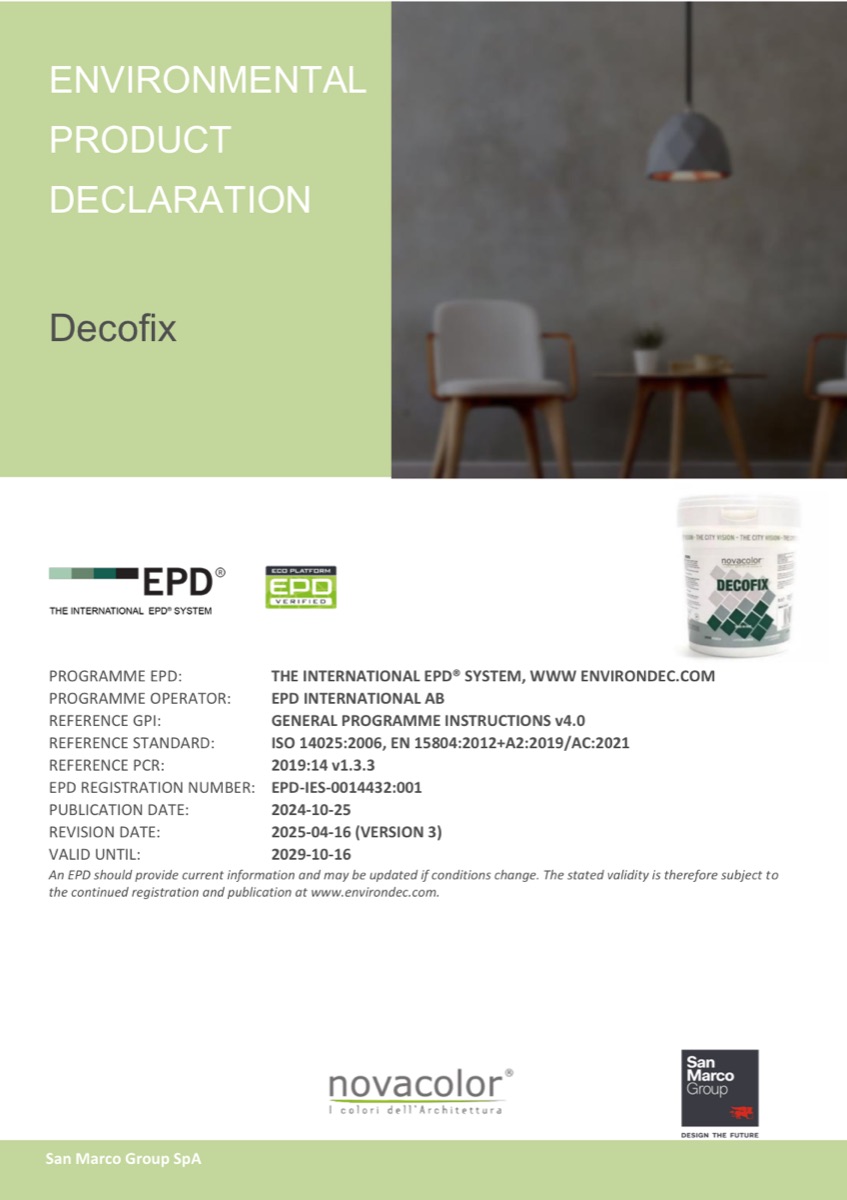 ENVIRONMENTAL
PRODUCT
DECLARATION
Decofix
THE CITY VISION - THE CITY VISION
novacolor
DECOFIX
EPD®
THE INTERNATIONAL EPD® SYSTEM
ECO PLATFORM
EPD
VERIFIED
PROGRAMME EPD: THE INTERNATIONAL EPD® SYSTEM, WWW ENVIRONDEC.COM
PROGRAMME OPERATOR: EPD INTERNATIONAL AB
REFERENCE GPI: GENERAL PROGRAMME INSTRUCTIONS v4.0
REFERENCE STANDARD: ISO 14025:2006, EN 15804:2012+A2:2019/AC:2021
REFERENCE PCR: 2019:14 v1.3.3
EPD REGISTRATION NUMBER: EPD-IES-0014432:001
PUBLICATION DATE: 2024-10-25
REVISION DATE: 2025-04-16 (VERSION 3)
VALID UNTIL: 2029-10-16
An EPD should provide current information and may be updated if conditions change. The stated validity is therefore subject to
the continued registration and publication at www.environdec.com.
novacolor®
I colori dell'Architettura
San
Marco
Group
DESIGN THE FUTURE
San Marco Group SpA